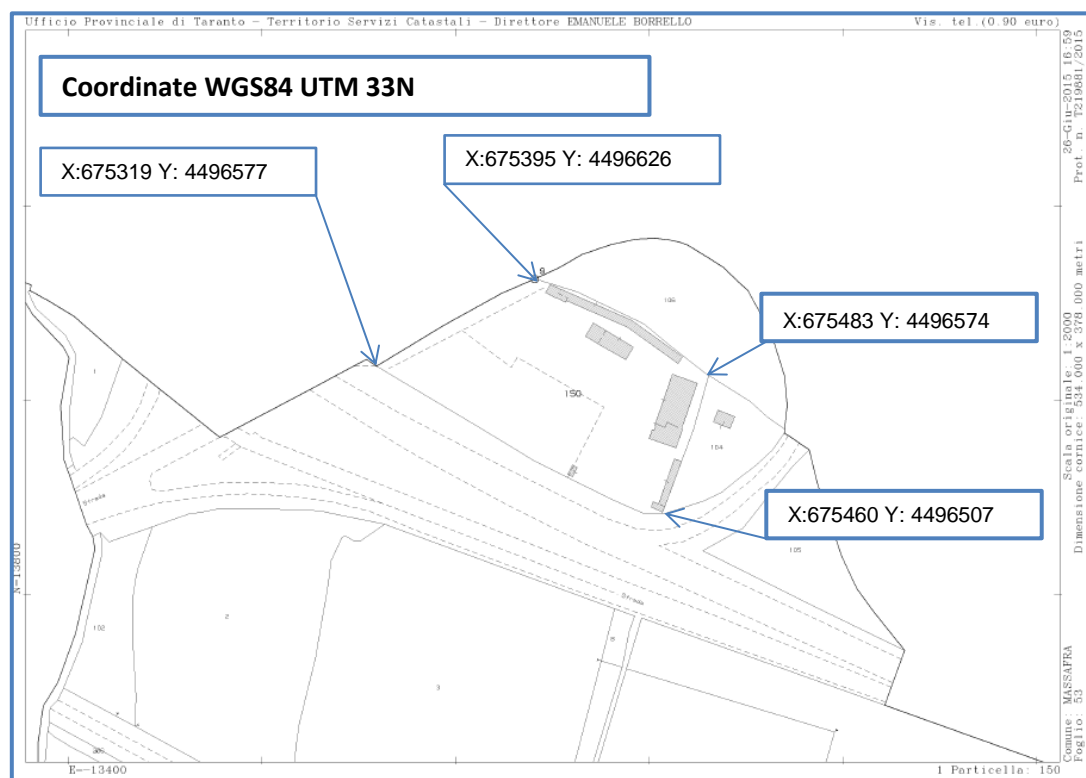 Ufficio Provinciale di Taranto - Territorio Servizi Catastali - Direttore EMANUELE BORRELLO
Vis. tel.(0.90 euro)
Coordinate WGS84 UTM 33N
X:675319 Y: 4496577
X:675395 Y: 4496626
X:675483 Y: 4496574
X:675460 Y: 4496507
106
1
150
104
Strada
105
Strada
102
2
3
26-Giu-2015 16:59
Prot. n. T219881/2015
Scala originale: 1:2000
Dimensione cornice: 534.000 x 378.000 metri
Comune: MASSAFRA
Foglio: 53
N=-13800
E=-13400
1 Particella: 150